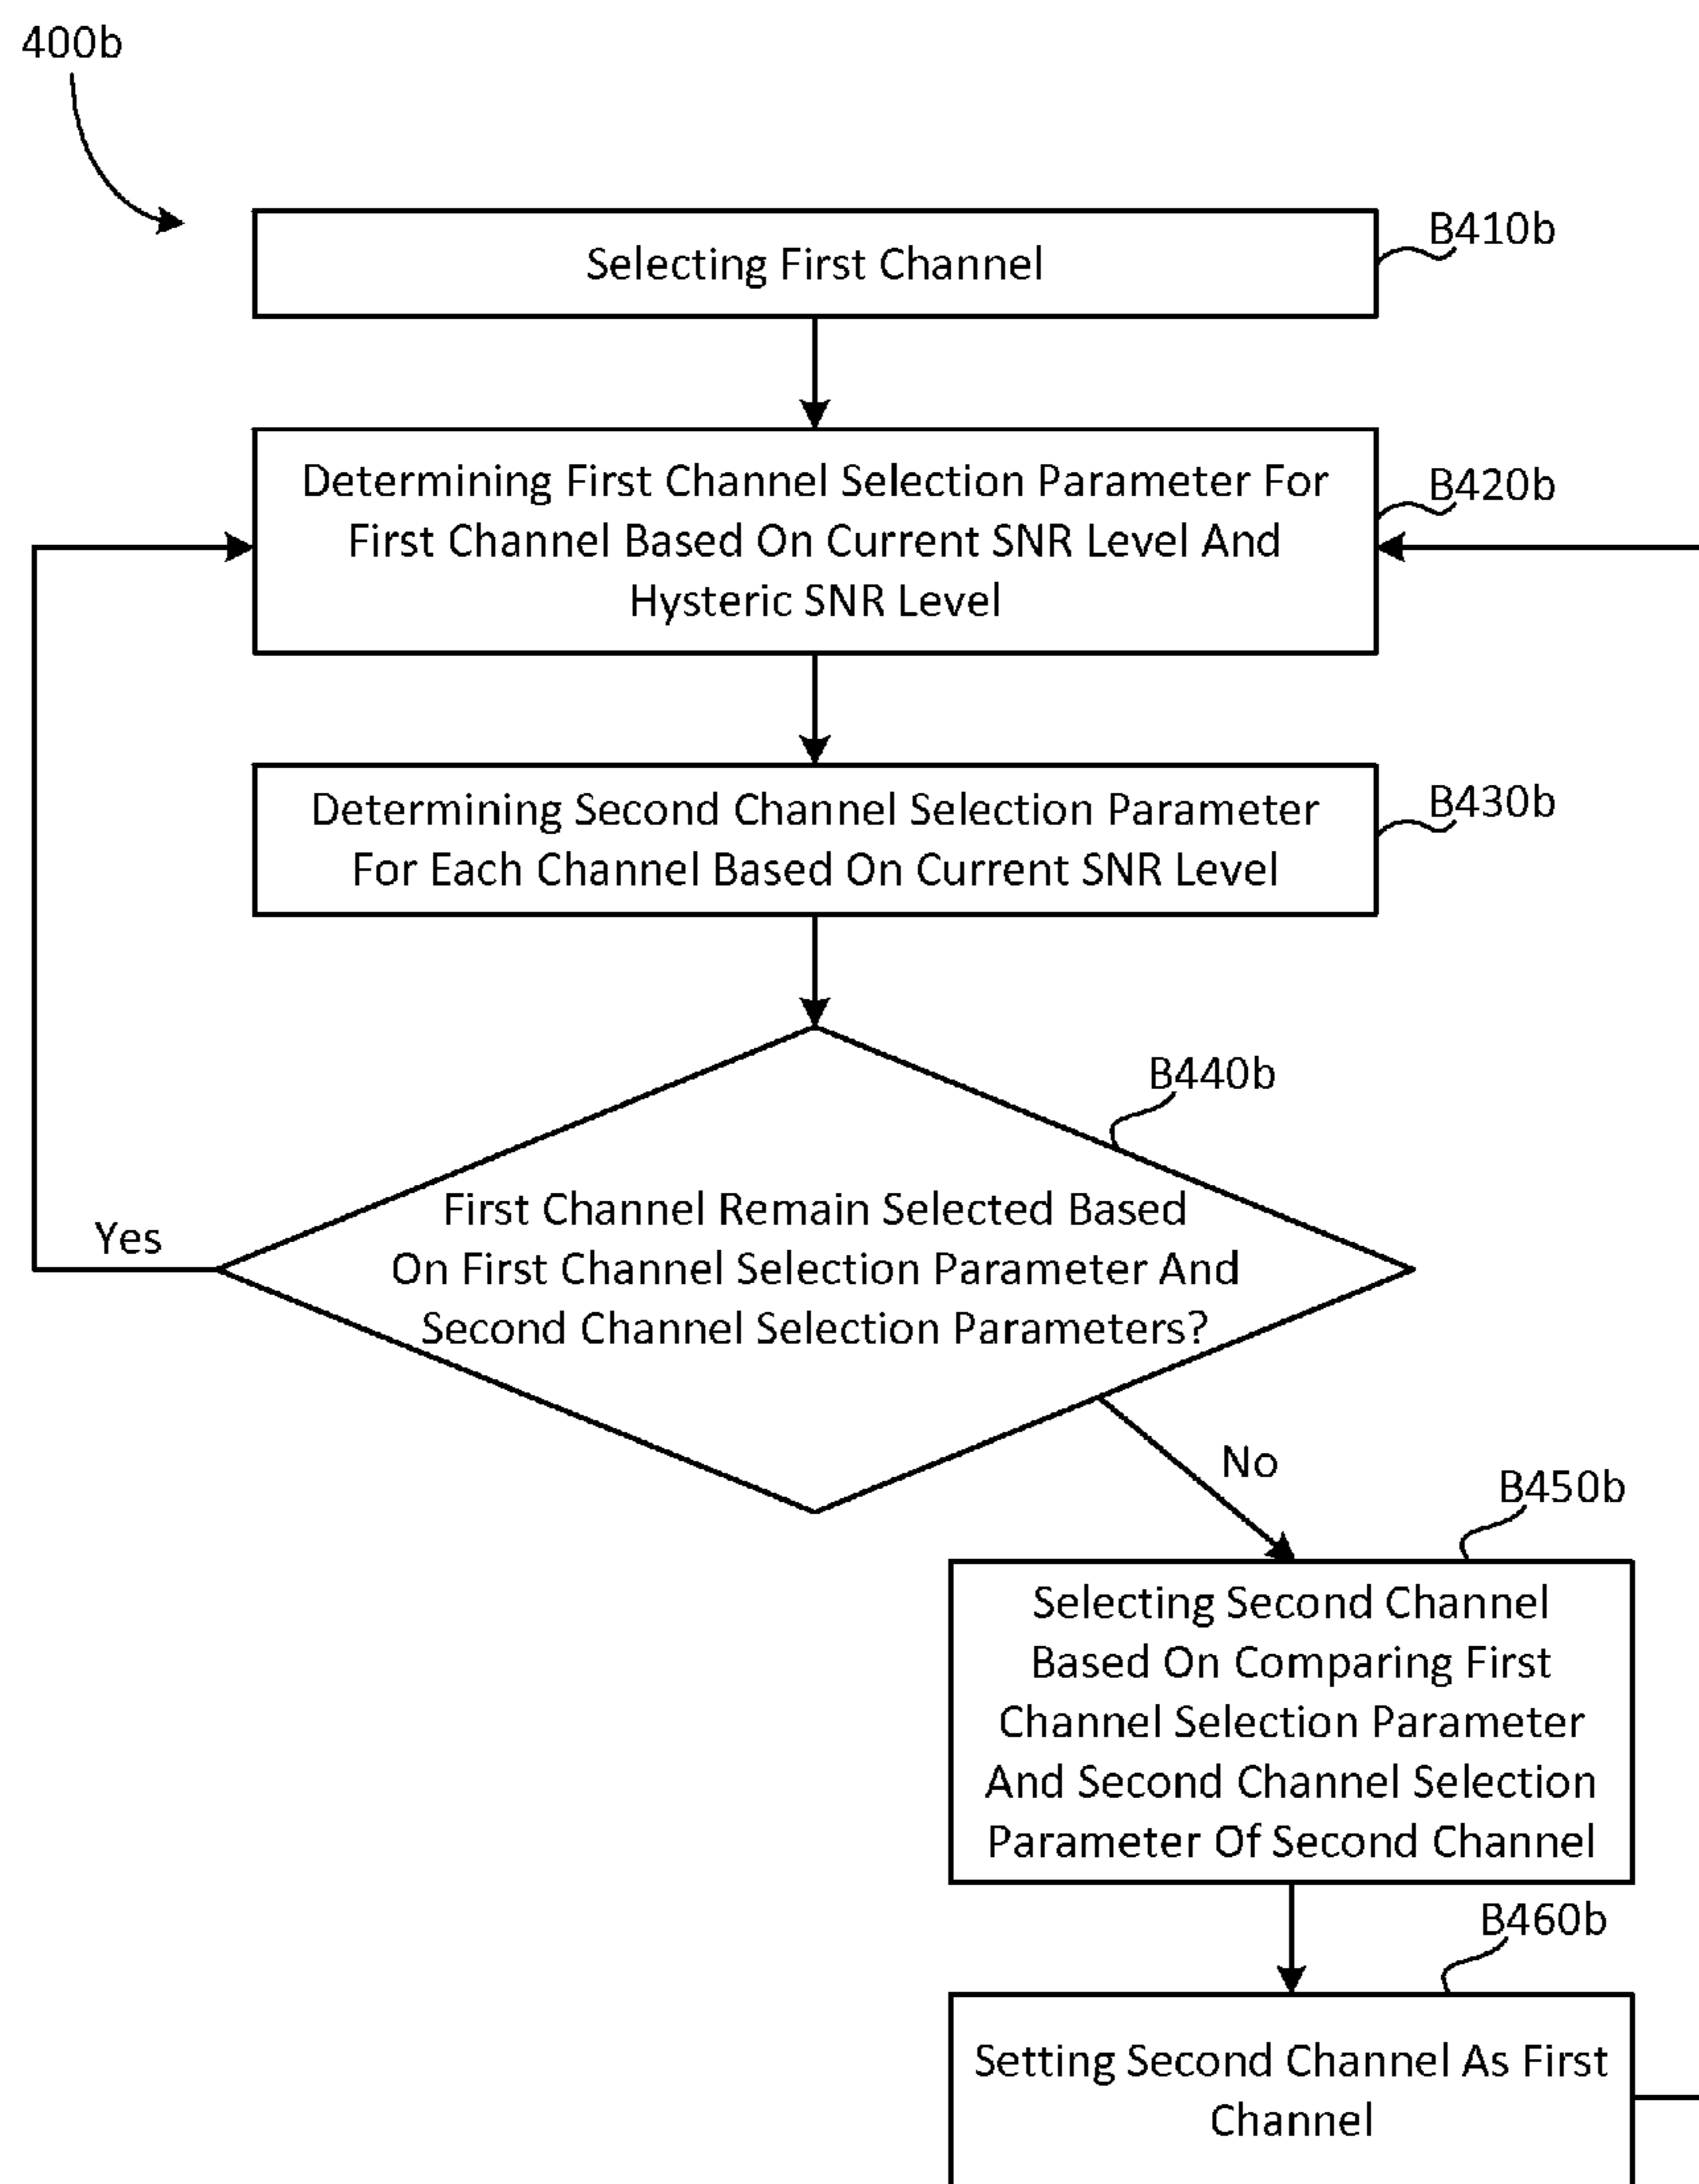 400b
Selecting First Channel
B410b
Determining First Channel Selection Parameter For
First Channel Based On Current SNR Level And
Hysteric SNR Level
B420b
Determining Second Channel Selection Parameter
For Each Channel Based On Current SNR Level
B430b
B440b
First Channel Remain Selected Based
On First Channel Selection Parameter And
Second Channel Selection Parameters?
Yes
No
B450b
Selecting Second Channel
Based On Comparing First
Channel Selection Parameter
And Second Channel Selection
Parameter Of Second Channel
B460b
Setting Second Channel As First
Channel